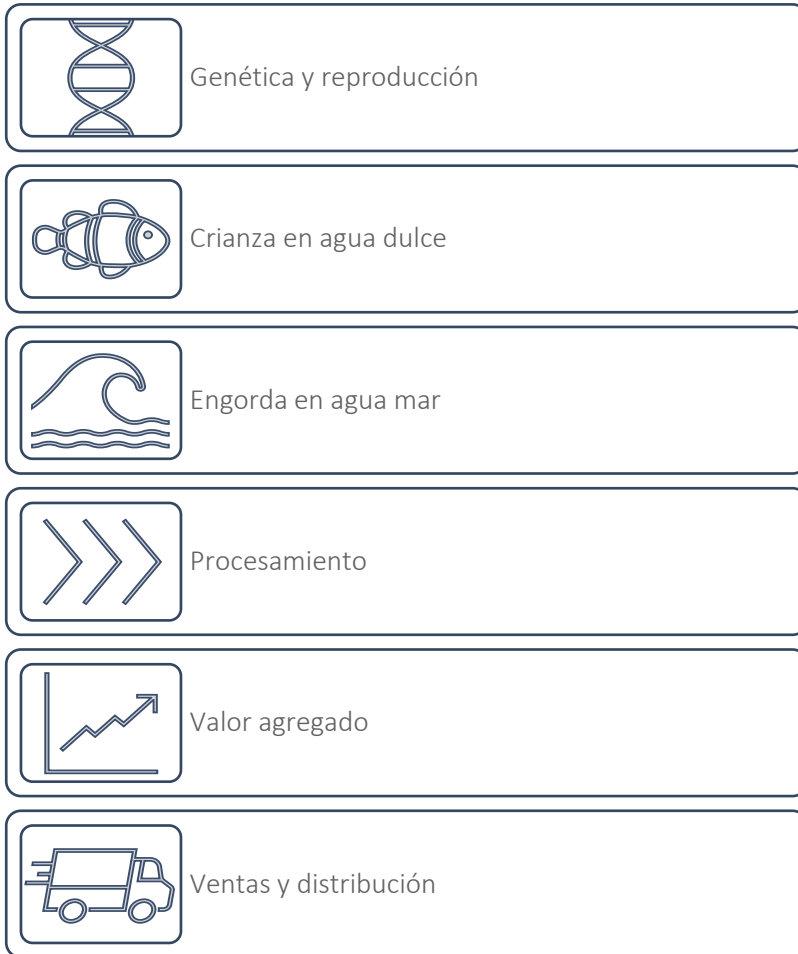 Genética y reproducción
Crianza en agua dulce
Engorda en agua mar
Procesamiento
Valor agregado
Ventas y distribución